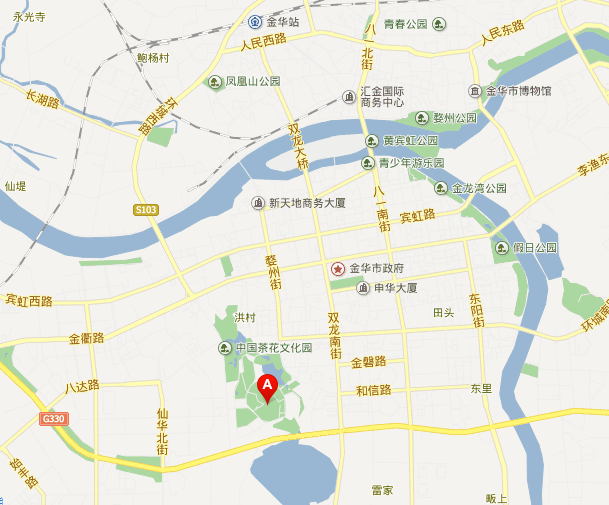 永光寺
金华站
青春公园
人民西路
八一北街
人民东路
鲍杨村
凤凰山公园
长湖路
环城西路
汇金国际
商务中心
金华市博物馆
婺州公园
双龙大桥
黄宾虹公园
青少年游乐园
李渔东
仙堤
金龙湾公园
S103
新天地商务大厦
八一南街
宾虹路
假日公园
婺州街
金华市政府
申华大厦
宾虹西路
东阳街
环城南
洪村
双龙南街
田头
金衢路
中国茶花文化园
金磐路
八达路
A
和信路
东里
G330
仙华北街
始丰路
雷家
畈上